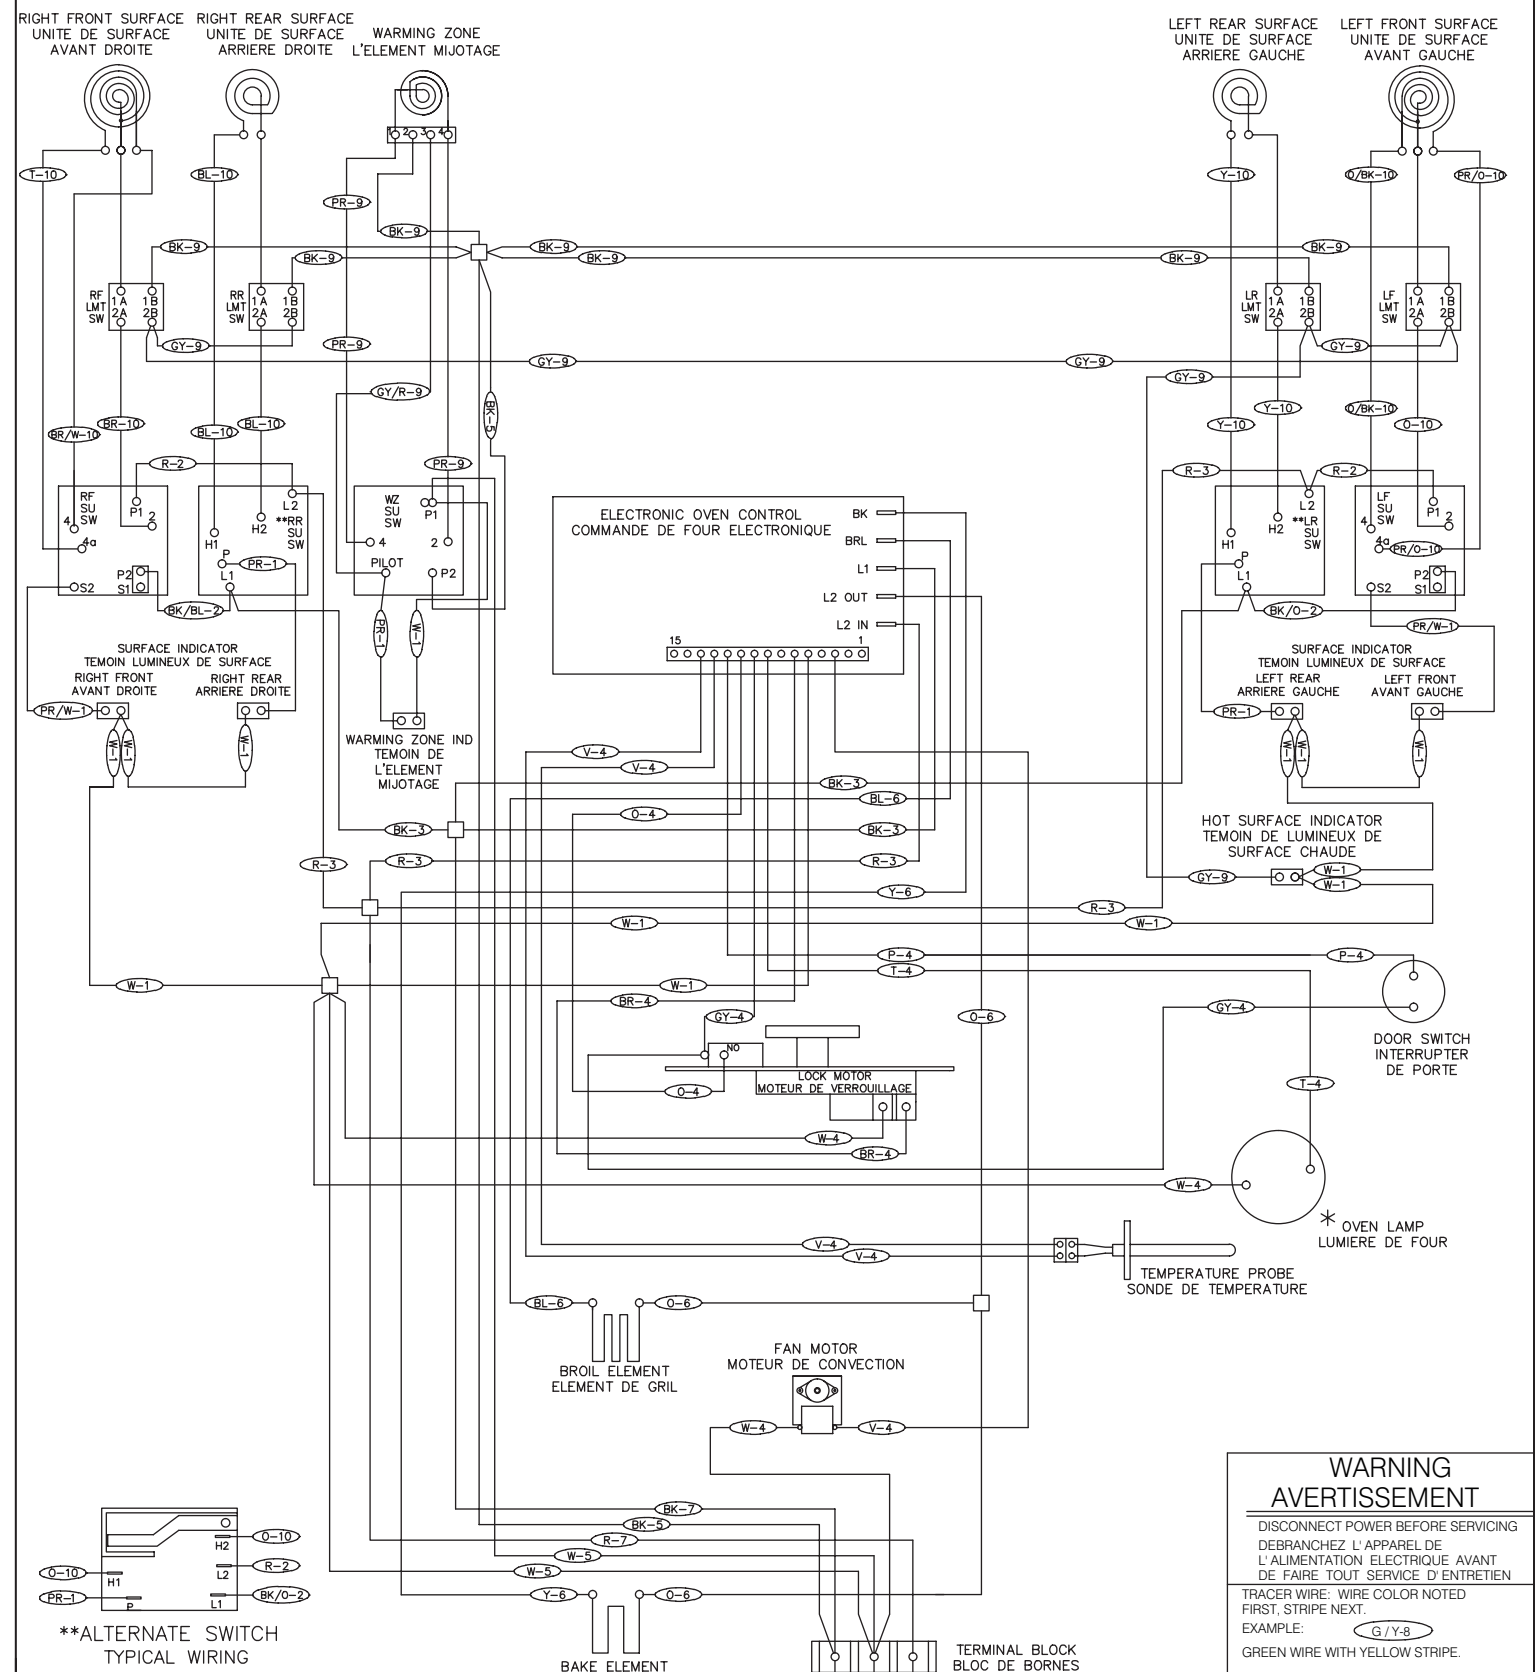 RIGHT FRONT SURFACE
UNITE DE SURFACE
AVANT DROITE
RIGHT REAR SURFACE
UNITE DE SURFACE
ARRIERE DROITE
WARMING ZONE
L'ELEMENT MIJOTAGE
LEFT REAR SURFACE
UNITE DE SURFACE
ARRIERE GAUCHE
LEFT FRONT SURFACE
UNITE DE SURFACE
AVANT GAUCHE
1 2 3 4
T-10
BL-10
PR-9
BK-9
Y-10
O/BK-10
PR/O-10
BK-9
BK-9
BK-9
BK-9
BK-9
BK-9
RF
LMT
SW
1A 1B
2A 2B
RR
LMT
SW
1A 1B
2A 2B
LR
LMT
SW
1A 1B
2A 2B
LF
LMT
SW
1A 1B
2A 2B
GY-9
PR-9
GY-9
GY-9
GY-9
GY-9
GY/R-9
BK-5
BR/W-10
BR-10
BL-10
BL-10
PR-9
Y-10
Y-10
O/BK-10
O-10
R-2
R-3
R-2
RF
SU
SW
P1
2
4
4a
S2
P2
S1
L2
**RR
SU
SW
H1
H2
P
PR-1
L1
BK/BL-2
WZ
SU
SW
P1
4
2
PILOT
P2
PR-1
W-1
ELECTRONIC OVEN CONTROL
COMMANDE DE FOUR ELECTRONIQUE
BK
BRL
L1
L2 OUT
L2 IN
15 1
L2
**LR
SU
SW
H1
H2
P
L1
BK/O-2
LF
SU
SW
P1
2
4
4a
PR/O-10
P2
S1
S2
PR/W-1
SURFACE INDICATOR
TEMOIN LUMINEUX DE SURFACE
RIGHT FRONT
AVANT DROITE
RIGHT REAR
ARRIERE DROITE
PR/W-1
W-1
W-1
W-1
WARMING ZONE IND
TEMOIN DE
L'ELEMENT
MIJOTAGE
SURFACE INDICATOR
TEMOIN LUMINEUX DE SURFACE
LEFT REAR
ARRIERE GAUCHE
LEFT FRONT
AVANT GAUCHE
PR-1
W-1
W-1
W-1
V-4
V-4
BK-3
BL-6
O-4
BK-3
BK-3
R-3
R-3
R-3
HOT SURFACE INDICATOR
TEMOIN DE LUMINEUX DE
SURFACE CHAUDE
GY-9
W-1
W-1
Y-6
R-3
W-1
W-1
P-4
P-4
T-4
W-1
W-1
BR-4
GY-4
O-6
GY-4
DOOR SWITCH
INTERRUPTER
DE PORTE
NO
LOCK MOTOR
MOTEUR DE VERROUILLAGE
O-4
T-4
W-4
BR-4
W-4
* OVEN LAMP
LUMIERE DE FOUR
V-4
V-4
TEMPERATURE PROBE
SONDE DE TEMPERATURE
BL-6
O-6
BROIL ELEMENT
ELEMENT DE GRIL
FAN MOTOR
MOTEUR DE CONVECTION
W-4
V-4
BK-7
BK-5
R-7
W-5
W-5
Y-6
O-6
BAKE ELEMENT
TERMINAL BLOCK
BLOC DE BORNES
O-10
H2
R-2
L2
O-10
H1
PR-1
P
L1
BK/O-2
**ALTERNATE SWITCH
TYPICAL WIRING
WARNING
AVERTISSEMENT
DISCONNECT POWER BEFORE SERVICING
DEBRANCHEZ L' APPAREL DE
L' ALIMENTATION ELECTRIQUE AVANT
DE FAIRE TOUT SERVICE D' ENTRETIEN
TRACER WIRE: WIRE COLOR NOTED
FIRST, STRIPE NEXT.
EXAMPLE: G / Y-8
GREEN WIRE WITH YELLOW STRIPE.